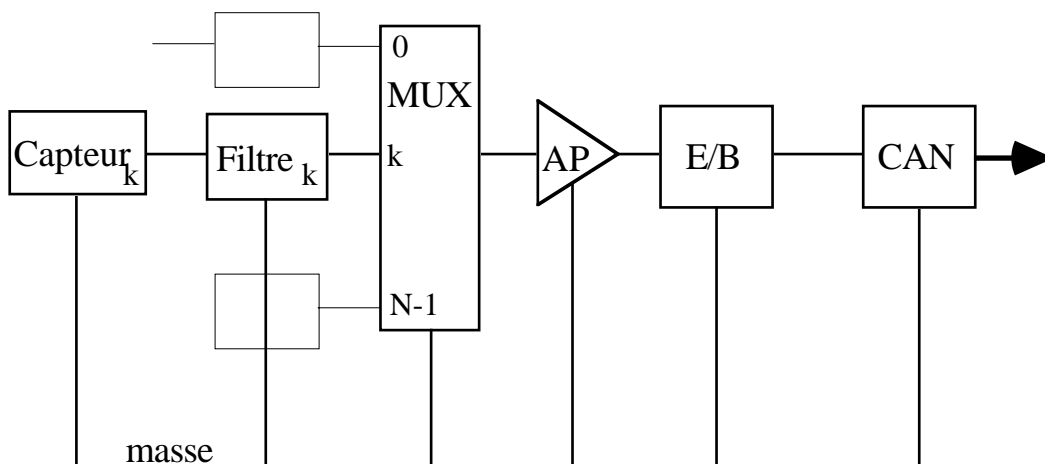 0
MUX
Capteur k
Filtre k
k
AP
E/B
CAN
N-1
masse